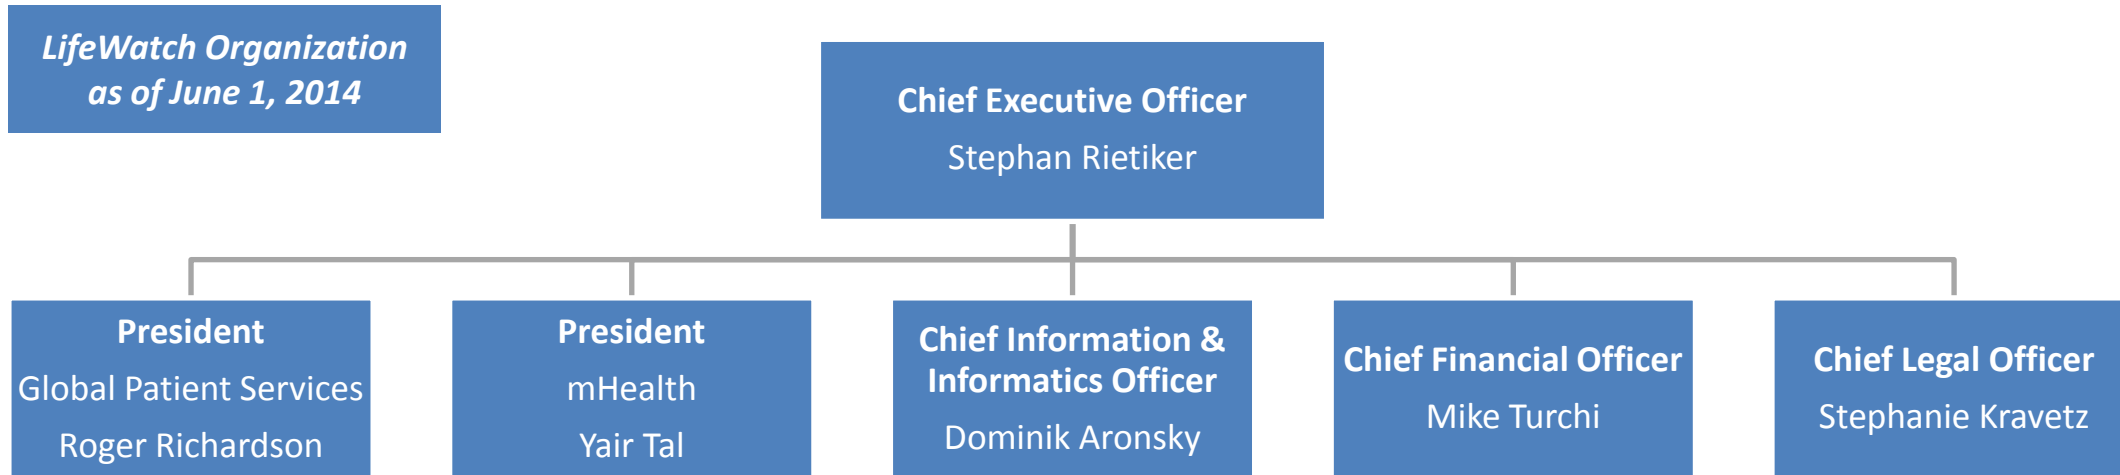 LifeWatch Organization
as of June 1, 2014
Chief Executive Officer
Stephan Rietiker
President
Global Patient Services
Roger Richardson
President
mHealth
Yair Tal
Chief Information &
Informatics Officer
Dominik Aronsky
Chief Financial Officer
Mike Turchi
Chief Legal Officer
Stephanie Kravetz